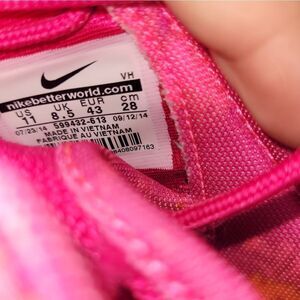 VH
nikebetterworld.com
US UK EUR cm
11 8.5 43 28
07/23/14 599432-613 09/12/14
MADE IN VIETNAM
FABRIQUE AU VIETNAM
8408097163